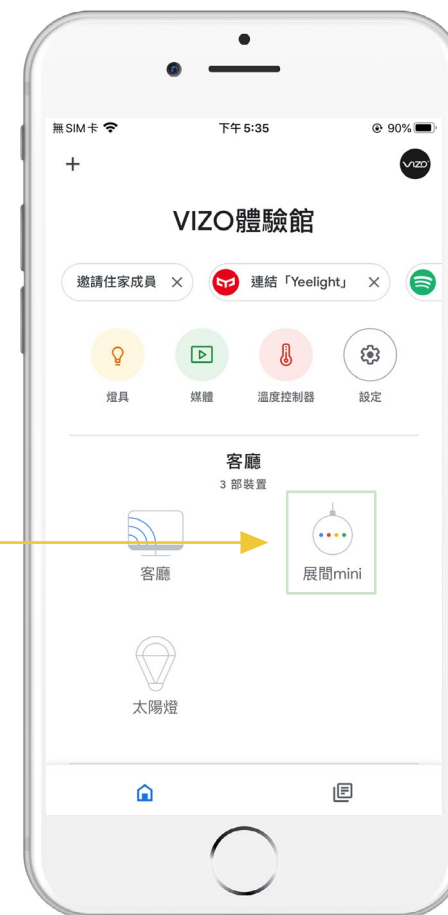 無SIM卡 下午5:35 90%
+
VIZO
VIZO體驗館
邀請住家成員 × 連結「Yeelight」 ×
燈具 媒體 溫度控制器 設定
客廳
3 部裝置
客廳 展間mini
太陽燈